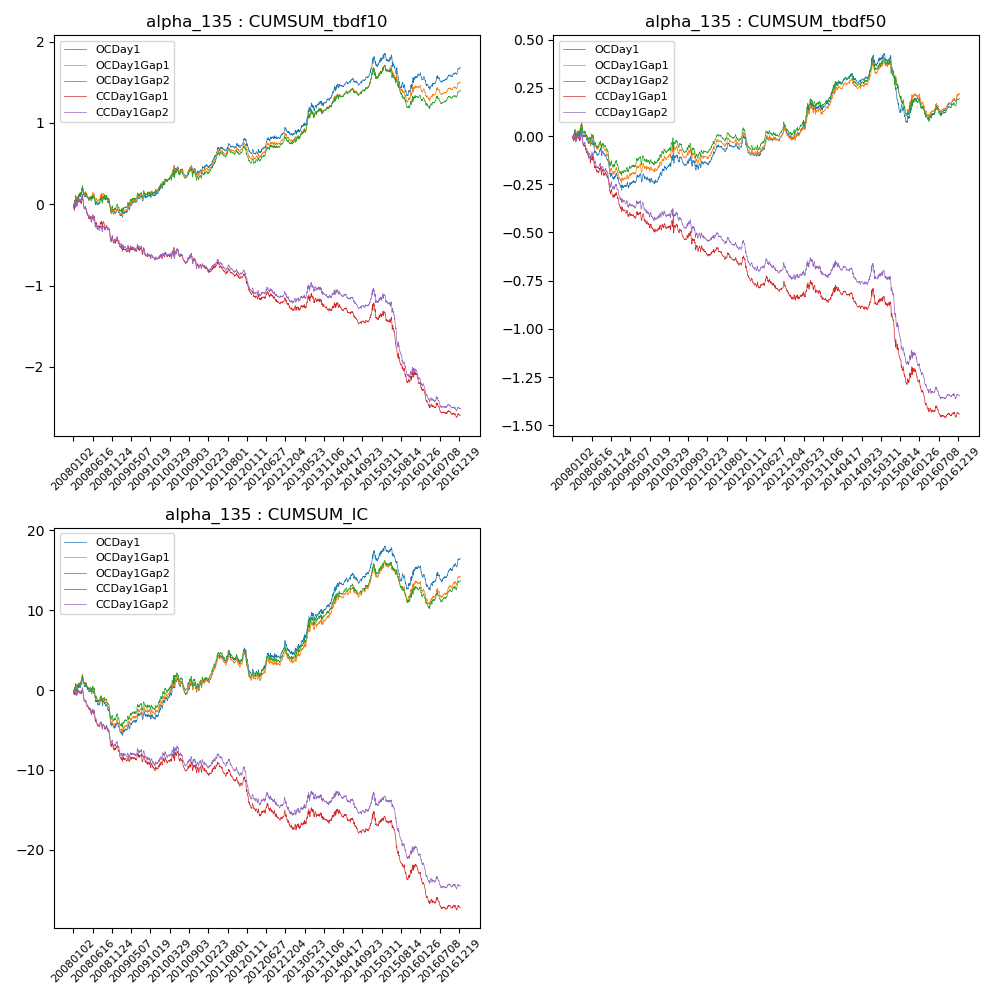 alpha_135 : CUMSUM_tbdf10
2
1
0
−1
−2
OCDay1
OCDay1Gap1
OCDay1Gap2
CCDay1Gap1
CCDay1Gap2
20080102 20080616 20081124 20090507 20091019 20100329 20100903 20110223 20110801 20120111 20120627 20121204 20130523 20131106 20140417 20140923 20150311 20150814 20160126 20160708 20161219
alpha_135 : CUMSUM_tbdf50
0.50
0.25
0.00
−0.25
−0.50
−0.75
−1.00
−1.25
−1.50
OCDay1
OCDay1Gap1
OCDay1Gap2
CCDay1Gap1
CCDay1Gap2
20080102 20080616 20081124 20090507 20091019 20100329 20100903 20110223 20110801 20120111 20120627 20121204 20130523 20131106 20140417 20140923 20150311 20150814 20160126 20160708 20161219
alpha_135 : CUMSUM_IC
20
10
0
−10
−20
OCDay1
OCDay1Gap1
OCDay1Gap2
CCDay1Gap1
CCDay1Gap2
20080102 20080616 20081124 20090507 20091019 20100329 20100903 20110223 20110801 20120111 20120627 20121204 20130523 20131106 20140417 20140923 20150311 20150814 20160126 20160708 20161219